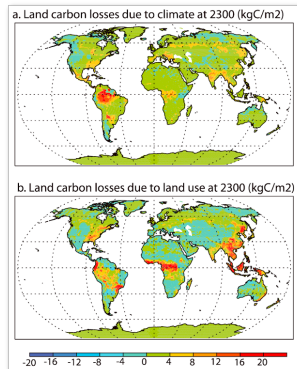 a. Land carbon losses due to climate at 2300 (kgC/m2)
b. Land carbon losses due to land use at 2300 (kgC/m2)
-20 -16 -12 -8 -4 0 4 8 12 16 20